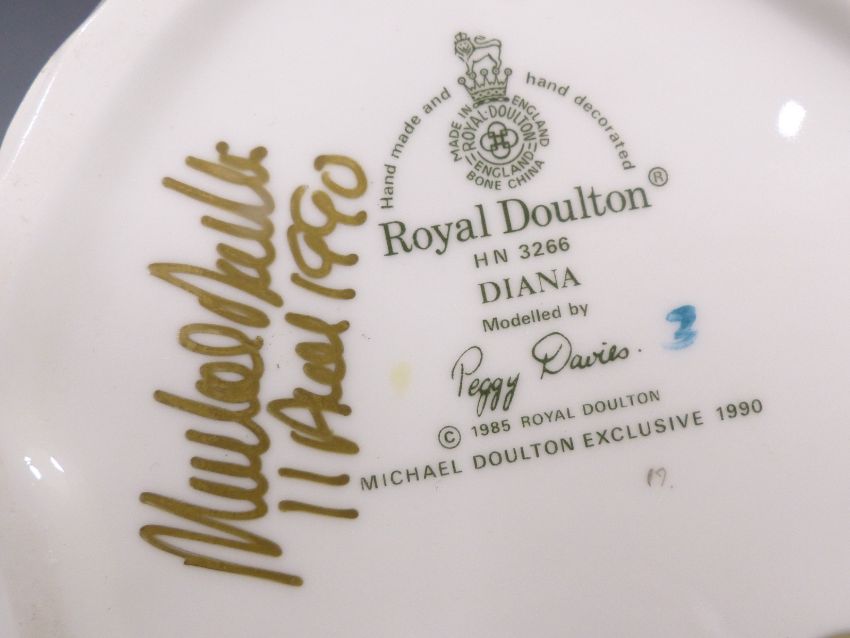 Hand made and hand decorated
MADE IN ENGLAND
ROYAL·DOULTON
ENGLAND
BONE CHINA
Royal Doulton®
HN 3266
DIANA
Modelled by
Peggy Davies.
© 1985 ROYAL DOULTON
MICHAEL DOULTON EXCLUSIVE 1990
3
Michael Doulton
11 April 1990